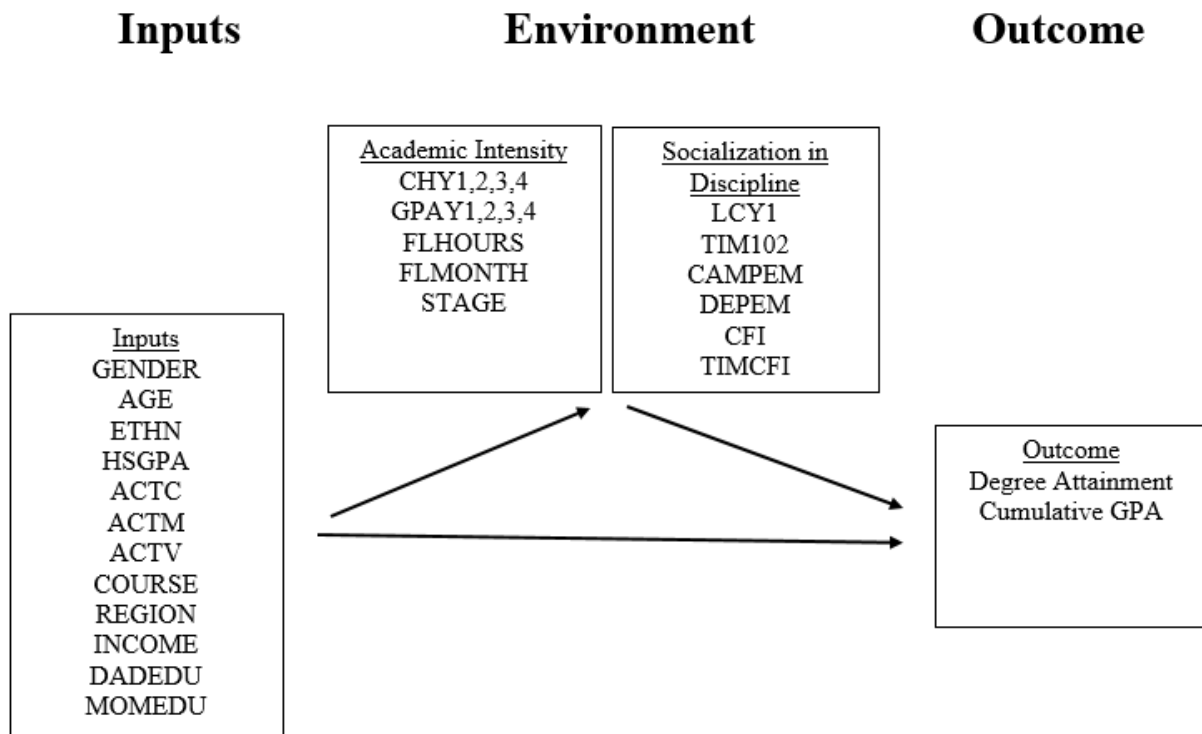 Inputs
Environment
Outcome
Academic Intensity
CHY1,2,3,4
GPAY1,2,3,4
FLHOURS
FLMONTH
STAGE
Socialization in
Discipline
LCY1
TIM102
CAMPEM
DEPEM
CFI
TIMCFI
Inputs
GENDER
AGE
ETHN
HSGPA
ACTC
ACTM
ACTV
COURSE
REGION
INCOME
DADEDU
MOMEDU
Outcome
Degree Attainment
Cumulative GPA